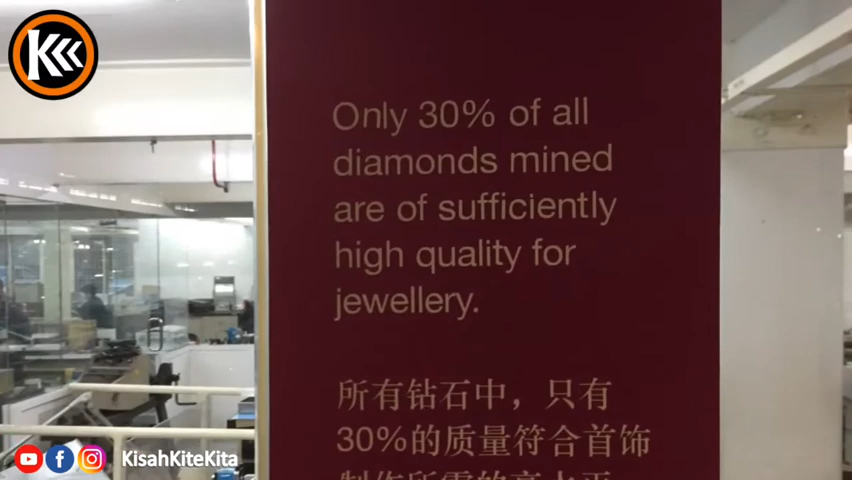 Only 30% of all
diamonds mined
are of sufficiently
high quality for
jewellery.
所有钻石中，只有
30%的质量符合首饰
KisahKiteKita